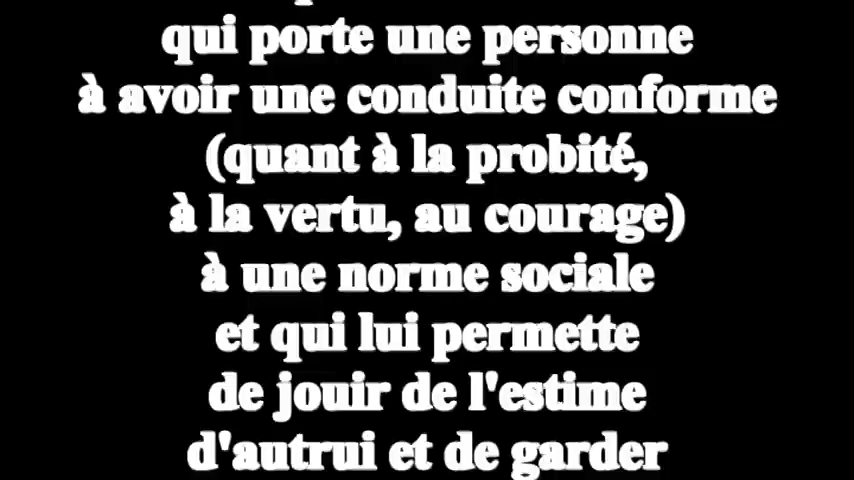 qui porte une personne
à avoir une conduite conforme
(quant à la probité,
à la vertu, au courage)
à une norme sociale
et qui lui permette
de jouir de l'estime
d'autrui et de garder